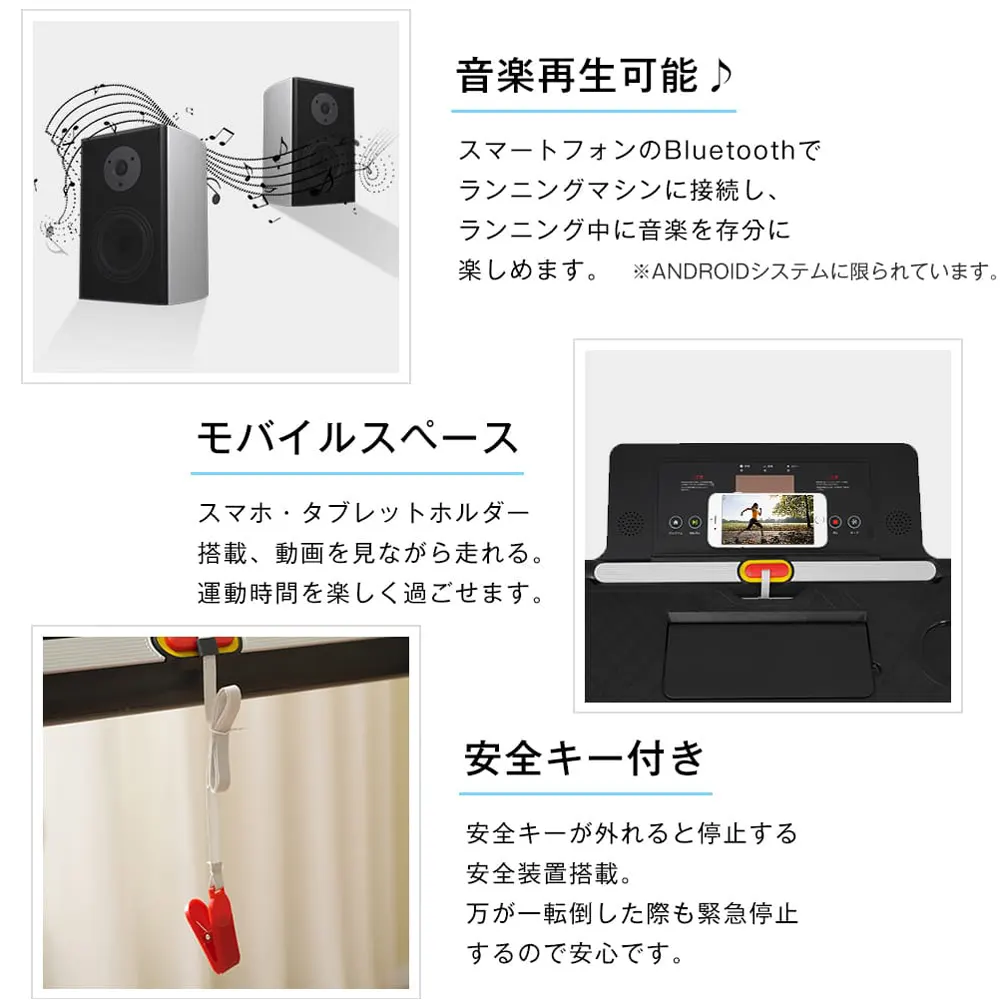 音楽再生可能♪
スマートフォンのBluetoothで
ランニングマシンに接続し、
ランニング中に音楽を存分に
楽しめます。 ※ANDROIDシステムに限られています。
モバイルスペース
スマホ・タブレットホルダー
搭載、動画を見ながら走れる。
運動時間を楽しく過ごせます。
安全キー付き
安全キーが外れると停止する
安全装置搭載。
万が一転倒した際も緊急停止
するので安心です。